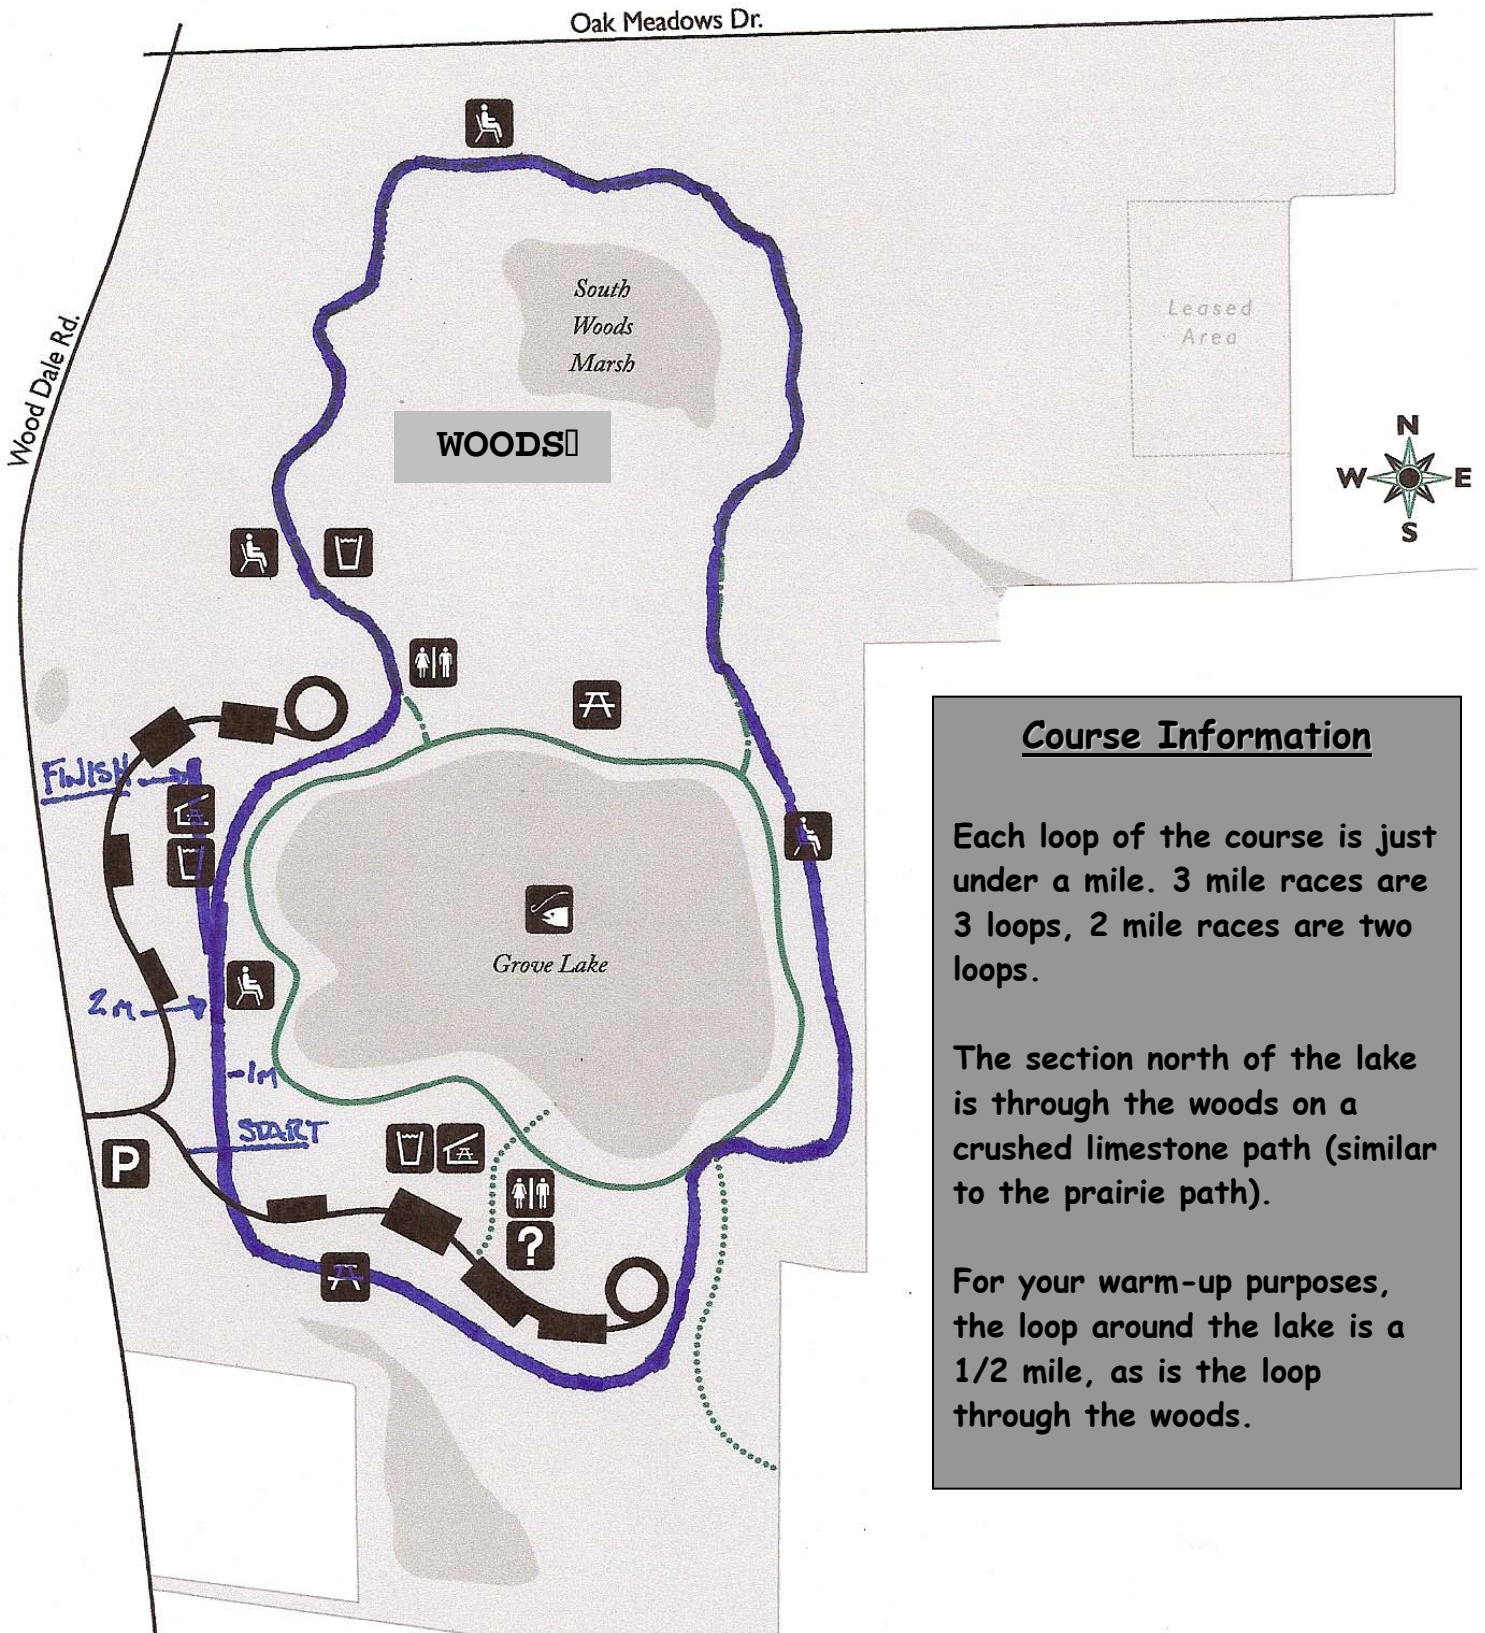 Oak Meadows Dr.
Wood Dale Rd.
South
Woods
Marsh
Leased
Area
WOODS
N
W E
S
FINISH
Grove Lake
2M
-1M
START
P
?
Course Information
Each loop of the course is just
under a mile. 3 mile races are
3 loops, 2 mile races are two
loops.
The section north of the lake
is through the woods on a
crushed limestone path (similar
to the prairie path).
For your warm-up purposes,
the loop around the lake is a
1/2 mile, as is the loop
through the woods.